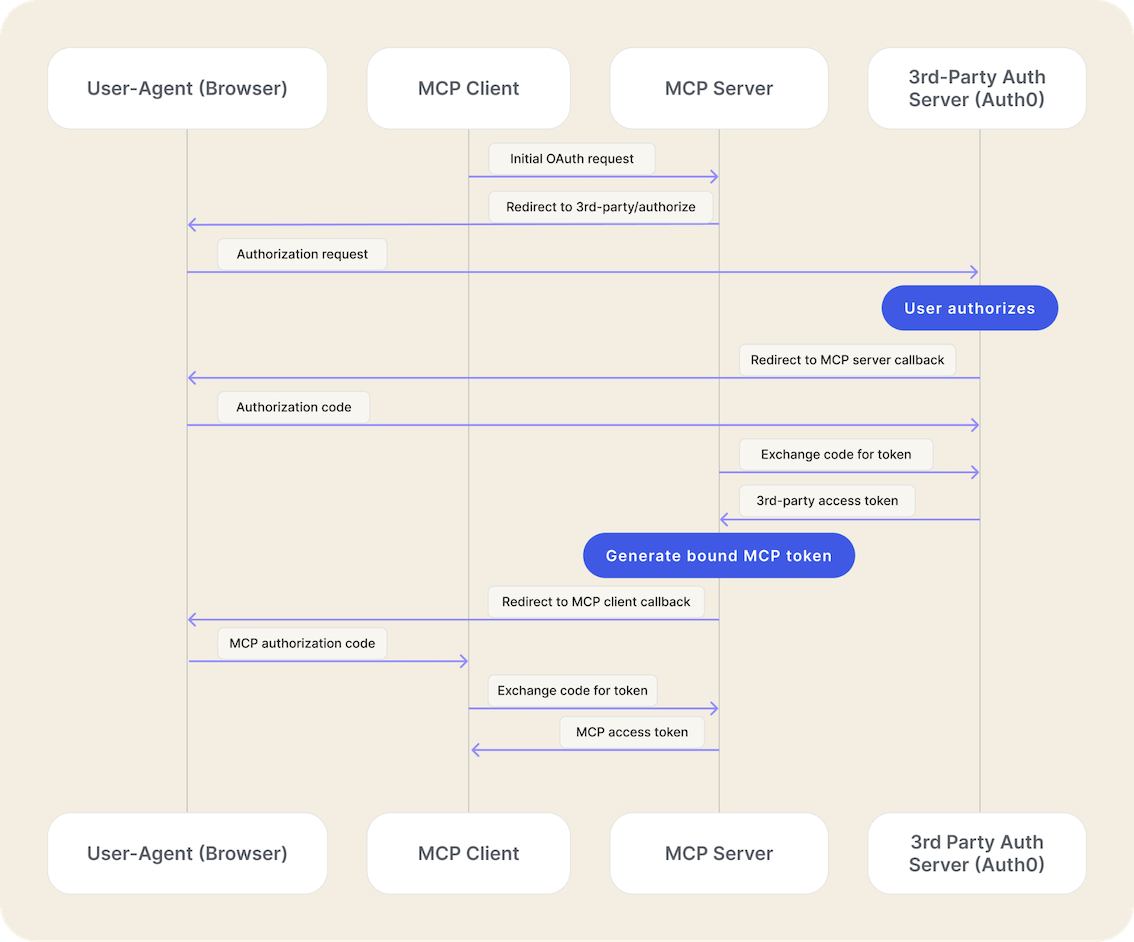 User-Agent (Browser)
MCP Client
MCP Server
3rd-Party Auth
Server (Auth0)
Initial OAuth request
Redirect to 3rd-party/authorize
Authorization request
User authorizes
Redirect to MCP server callback
Authorization code
Exchange code for token
3rd-party access token
Generate bound MCP token
Redirect to MCP client callback
MCP authorization code
Exchange code for token
MCP access token
User-Agent (Browser)
MCP Client
MCP Server
3rd Party Auth
Server (Auth0)